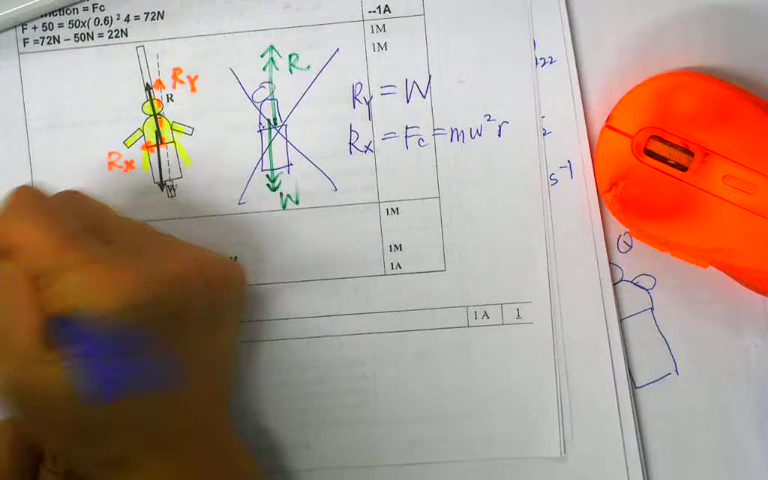 = Fc
--1A
F + 50 = 50x( 0.6) ² 4 = 72N
F =72N – 50N = 22N
1M
1M
Ry
R
R
Ry = W
Rx
Rx = Fc = mw²r
W
W
s⁻¹
1M
1M
1A
1A 1